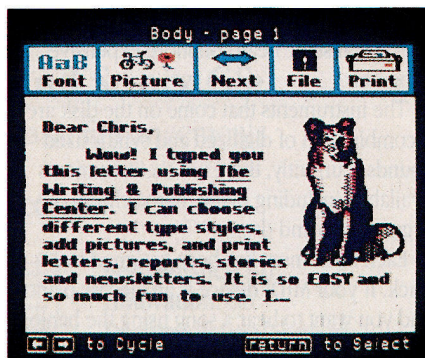 Body - page 1
AaB
Font Picture Next File Print
Dear Chris,
Wow! I typed you
this letter using The
Writing & Publishing
Center. I can choose
different type styles,
add pictures, and print
letters, reports, stories
and newsletters. It is so EASY and
so much fun to use. I...
to Cycle return to Select